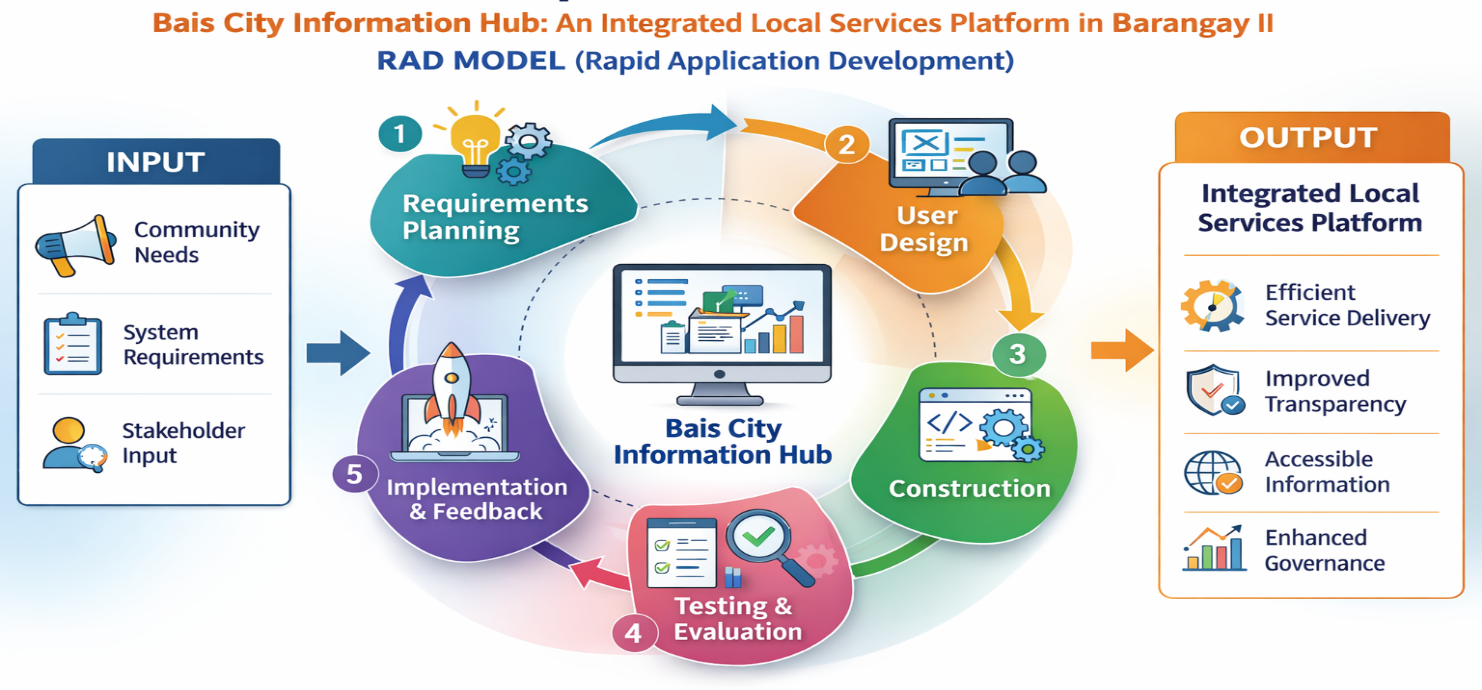 Bais City Information Hub: An Integrated Local Services Platform in Barangay II
RAD MODEL (Rapid Application Development)
INPUT
Community
Needs
System
Requirements
Stakeholder
Input
1
Requirements
Planning
2
User
Design
3
Construction
4
Testing &
Evaluation
5
Implementation
& Feedback
Bais City
Information Hub
</>
OUTPUT
Integrated Local
Services Platform
Efficient
Service Delivery
Improved
Transparency
Accessible
Information
Enhanced
Governance